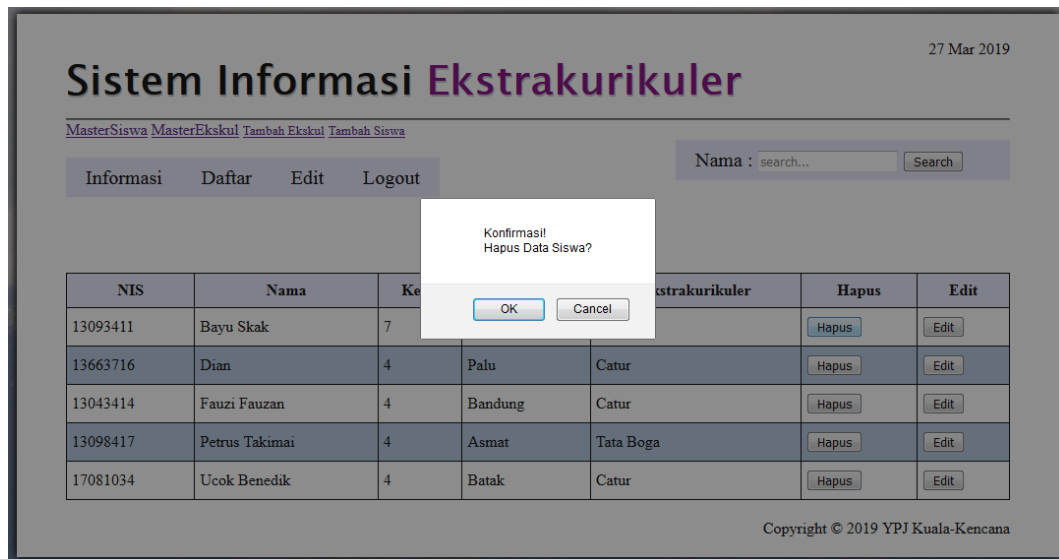 27 Mar 2019
Sistem Informasi Ekstrakurikuler
MasterSiswa MasterEkskul Tambah Ekskul Tambah Siswa
Nama : search... Search
Informasi Daftar Edit Logout
Konfirmasi!
Hapus Data Siswa?
OK Cancel
NIS Nama Ke kstrakurikuler Hapus Edit
13093411 Bayu Skak 7 Hapus Edit
13663716 Dian 4 Palu Catur Hapus Edit
13043414 Fauzi Fauzan 4 Bandung Catur Hapus Edit
13098417 Petrus Takimai 4 Asmat Tata Boga Hapus Edit
17081034 Ucok Benedik 4 Batak Catur Hapus Edit
Copyright © 2019 YPJ Kuala-Kencana